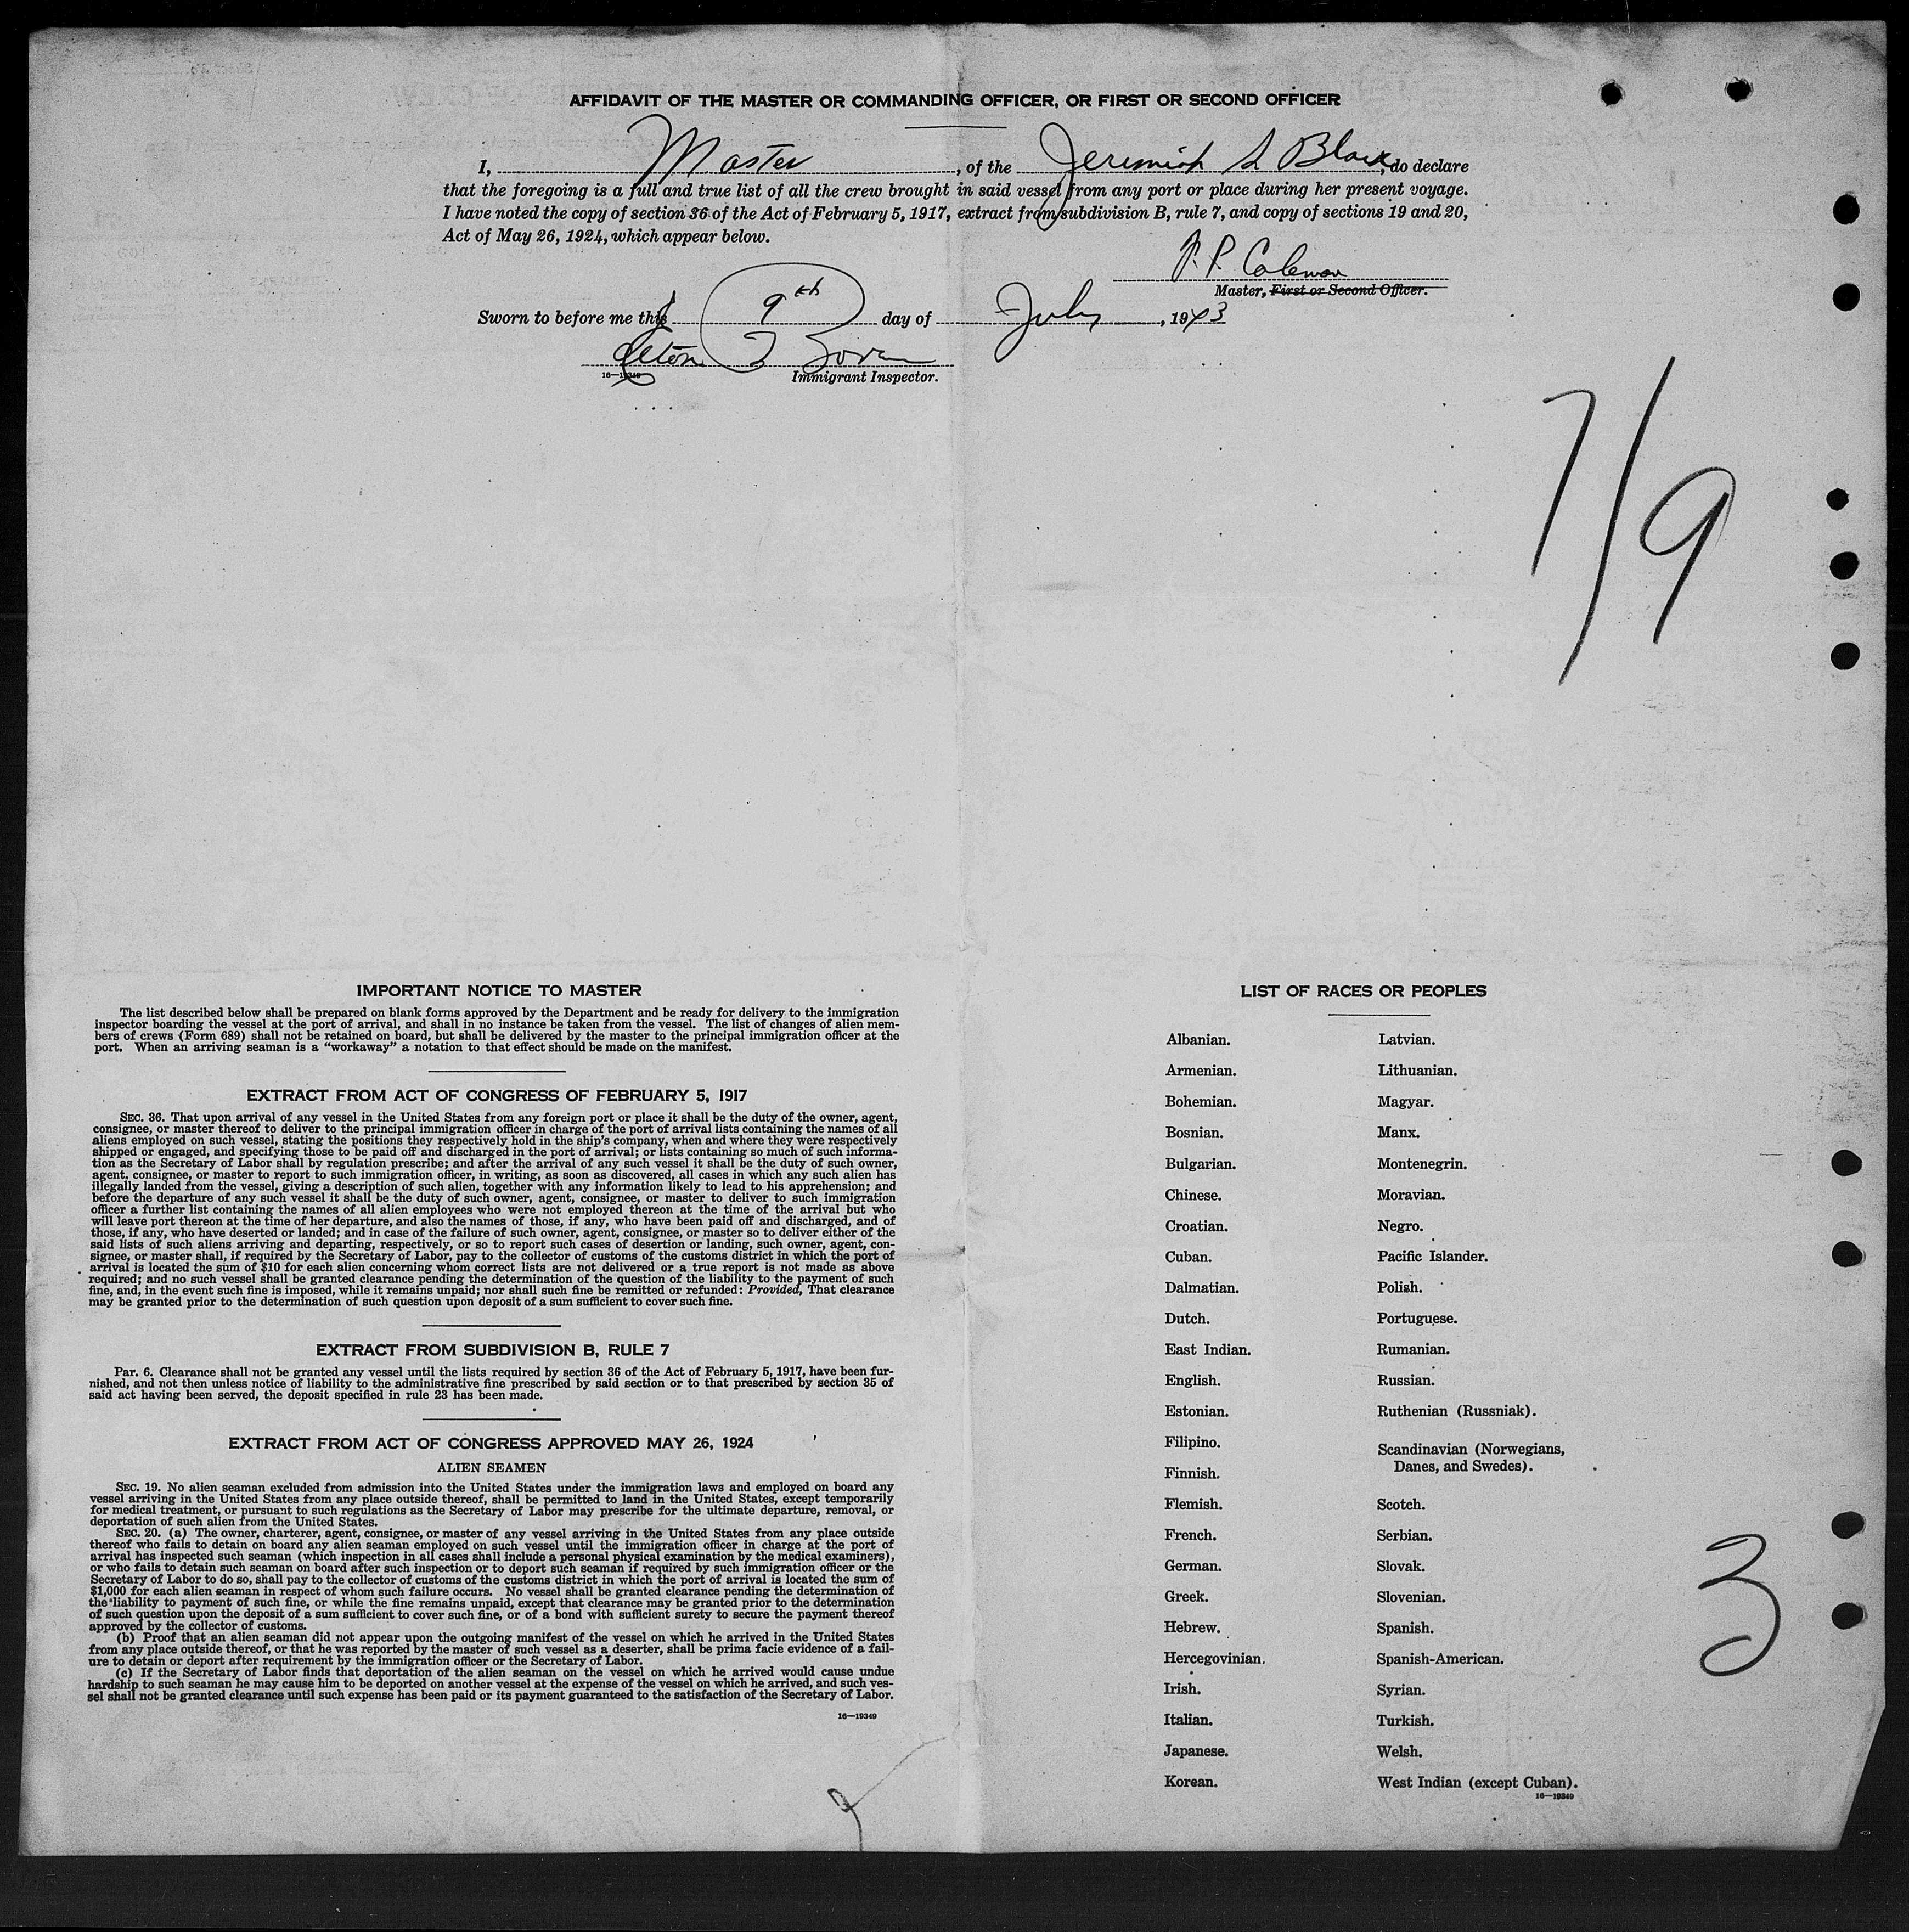 AFFIDAVIT OF THE MASTER OR COMMANDING OFFICER, OR FIRST OR SECOND OFFICER
I, Master, of the Jeremiah S Black, do declare
that the foregoing is a full and true list of all the crew brought in said vessel from any port or place during her present voyage.
I have noted the copy of section 36 of the Act of February 5, 1917, extract from subdivision B, rule 7, and copy of sections 19 and 20,
Act of May 26, 1924, which appear below.
P. P. Coleman
Master, First or Second Officer.
Sworn to before me this 9th day of July, 1943
16—19349 Immigrant Inspector.
7/9
IMPORTANT NOTICE TO MASTER
The list described below shall be prepared on blank forms approved by the Department and be ready for delivery to the immigration
inspector boarding the vessel at the port of arrival, and shall in no instance be taken from the vessel. The list of changes of alien mem-
bers of crews (Form 689) shall not be retained on board, but shall be delivered by the master to the principal immigration officer at the
port. When an arriving seaman is a "workaway" a notation to that effect should be made on the manifest.
EXTRACT FROM ACT OF CONGRESS OF FEBRUARY 5, 1917
SEC. 36. That upon arrival of any vessel in the United States from any foreign port or place it shall be the duty of the owner, agent,
consignee, or master thereof to deliver to the principal immigration officer in charge of the port of arrival lists containing the names of all
aliens employed on such vessel, stating the positions they respectively hold in the ship's company, when and where they were respectively
shipped or engaged, and specifying those to be paid off and discharged in the port of arrival; or lists containing so much of such informa-
tion as the Secretary of Labor shall by regulation prescribe; and after the arrival of any such vessel it shall be the duty of such owner,
agent, consignee, or master to report to such immigration officer, in writing, as soon as discovered, all cases in which any such alien has
illegally landed from the vessel, giving a description of such alien, together with any information likely to lead to his apprehension; and
before the departure of any such vessel it shall be the duty of such owner, agent, consignee, or master to deliver to such immigration
officer a further list containing the names of all alien employees who were not employed thereon at the time of the arrival but who
will leave port thereon at the time of her departure, and also the names of those, if any, who have been paid off and discharged, and of
those, if any, who have deserted or landed; and in case of the failure of such owner, agent, consignee, or master so to deliver either of the
said lists of such aliens arriving and departing, respectively, or so to report such cases of desertion or landing, such owner, agent, con-
signee, or master shall, if required by the Secretary of Labor, pay to the collector of customs of the customs district in which the port of
arrival is located the sum of $10 for each alien concerning whom correct lists are not delivered or a true report is not made as above
required; and no such vessel shall be granted clearance pending the determination of the question of the liability to the payment of such
fine, and, in the event such fine is imposed, while it remains unpaid; nor shall such fine be remitted or refunded: Provided, That clearance
may be granted prior to the determination of such question upon deposit of a sum sufficient to cover such fine.
EXTRACT FROM SUBDIVISION B, RULE 7
Par. 6. Clearance shall not be granted any vessel until the lists required by section 36 of the Act of February 5, 1917, have been fur-
nished, and not then unless notice of liability to the administrative fine prescribed by said section or to that prescribed by section 35 of
said act having been served, the deposit specified in rule 23 has been made.
EXTRACT FROM ACT OF CONGRESS APPROVED MAY 26, 1924
ALIEN SEAMEN
SEC. 19. No alien seaman excluded from admission into the United States under the immigration laws and employed on board any
vessel arriving in the United States from any place outside thereof, shall be permitted to land in the United States, except temporarily
for medical treatment, or pursuant to such regulations as the Secretary of Labor may prescribe for the ultimate departure, removal, or
deportation of such alien from the United States.
SEC. 20. (a) The owner, charterer, agent, consignee, or master of any vessel arriving in the United States from any place outside
thereof who fails to detain on board any alien seaman employed on such vessel until the immigration officer in charge at the port of
arrival has inspected such seaman (which inspection in all cases shall include a personal physical examination by the medical examiners),
or who fails to detain such seaman on board after such inspection or to deport such seaman if required by such immigration officer or the
Secretary of Labor to do so, shall pay to the collector of customs of the customs district in which the port of arrival is located the sum of
$1,000 for each alien seaman in respect of whom such failure occurs. No vessel shall be granted clearance pending the determination of
the liability to payment of such fine, or while the fine remains unpaid, except that clearance may be granted prior to the determination
of such question upon the deposit of a sum sufficient to cover such fine, or of a bond with sufficient surety to secure the payment thereof
approved by the collector of customs.
(b) Proof that an alien seaman did not appear upon the outgoing manifest of the vessel on which he arrived in the United States
from any place outside thereof, or that he was reported by the master of such vessel as a deserter, shall be prima facie evidence of a fail-
ure to detain or deport after requirement by the immigration officer or the Secretary of Labor.
(c) If the Secretary of Labor finds that deportation of the alien seaman on the vessel on which he arrived would cause undue
hardship to such seaman he may cause him to be deported on another vessel at the expense of the vessel on which he arrived, and such ves-
sel shall not be granted clearance until such expense has been paid or its payment guaranteed to the satisfaction of the Secretary of Labor.
16—19349
LIST OF RACES OR PEOPLES
Albanian.
Armenian.
Bohemian.
Bosnian.
Bulgarian.
Chinese.
Croatian.
Cuban.
Dalmatian.
Dutch.
East Indian.
English.
Estonian.
Filipino.
Finnish.
Flemish.
French.
German.
Greek.
Hebrew.
Hercegovinian.
Irish.
Italian.
Japanese.
Korean.
Latvian.
Lithuanian.
Magyar.
Manx.
Montenegrin.
Moravian.
Negro.
Pacific Islander.
Polish.
Portuguese.
Rumanian.
Russian.
Ruthenian (Russniak).
Scandinavian (Norwegians,
Danes, and Swedes).
Scotch.
Serbian.
Slovak.
Slovenian.
Spanish.
Spanish-American.
Syrian.
Turkish.
Welsh.
West Indian (except Cuban).
16—19349
3